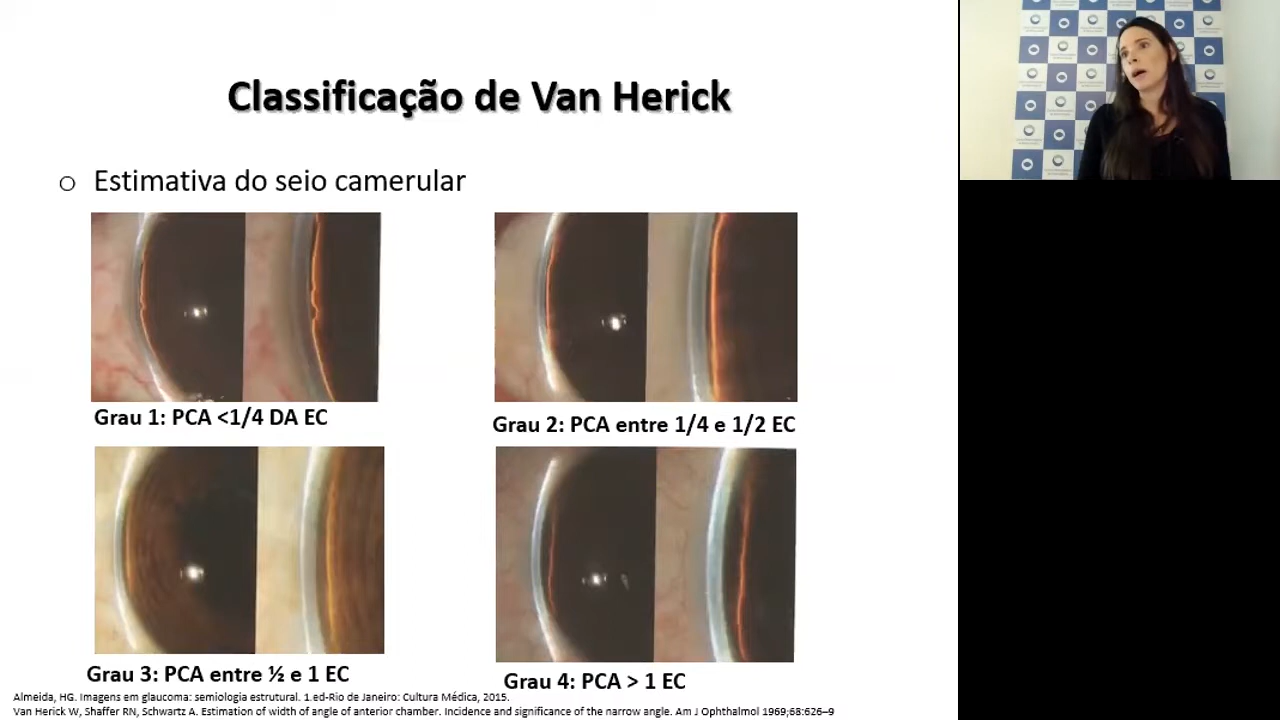 Classificação de Van Herick
o Estimativa do seio camerular
Grau 1: PCA <1/4 DA EC
Grau 2: PCA entre 1/4 e 1/2 EC
Grau 3: PCA entre ½ e 1 EC
Grau 4: PCA > 1 EC
Almeida, HG. Imagens em glaucoma: semiologia estrutural. 1.ed-Rio de Janeiro: Cultura Médica, 2015.
Van Herick W, Shaffer RN, Schwartz A. Estimation of width of angle of anterior chamber. Incidence and significance of the narrow angle. Am J Ophthalmol 1969;68:626–9